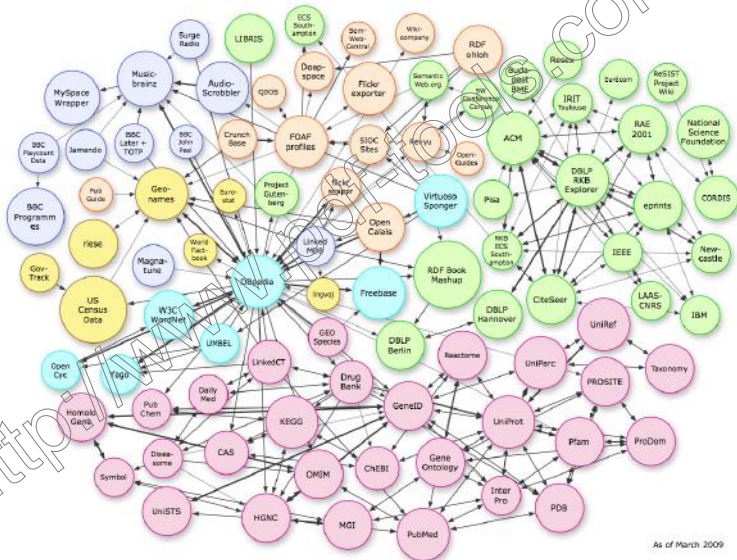 Surge
Radio
LIBRIS
ECS
South-
ampton
Sem-
Web-
Central
Wiki-
company
RDF
ohloh
Resex
Music-
brainz
Audio-
Scrobbler
QDOS
Doap-
space
Flickr
exporter
Semantic
Web.org
SW
Conference
Corpus
Buda-
pest
BME
IRIT
Toulouse
Eurécom
ReSIST
Project
Wiki
MySpace
Wrapper
RAE
2001
National
Science
Foundation
BBC
Playcount
Data
Jamendo
BBC
Later +
TOTP
BBC
John
Peel
Crunch
Base
FOAF
profiles
SIOC
Sites
Revyu
Open-
Guides
ACM
DBLP
RKB
Explorer
Pub
Guide
Geo-
names
Euro-
stat
Project
Guten-
berg
flickr
wrappr
Virtuoso
Sponger
Pisa
eprints
CORDIS
BBC
Programm
es
riese
World
Fact-
book
Magna-
tune
Linked
MDB
Open
Calais
RKB
ECS
South-
ampton
IEEE
New-
castle
Gov-
Track
US
Census
Data
W3C
WordNet
DBpedia
lingvoj
Freebase
RDF Book
Mashup
CiteSeer
LAAS-
CNRS
IBM
DBLP
Hannover
UMBEL
GEO
Species
DBLP
Berlin
UniRef
Open
Cyc
Yago
LinkedCT
Reactome
UniParc
Taxonomy
Drug
Bank
PROSITE
Daily
Med
Pub
Chem
Homolo
Gene
KEGG
GeneID
UniProt
Pfam
ProDom
Disea-
some
CAS
ChEBI
Gene
Ontology
Symbol
OMIM
Inter
Pro
UniSTS
HGNC
MGI
PubMed
PDB
As of March 2009